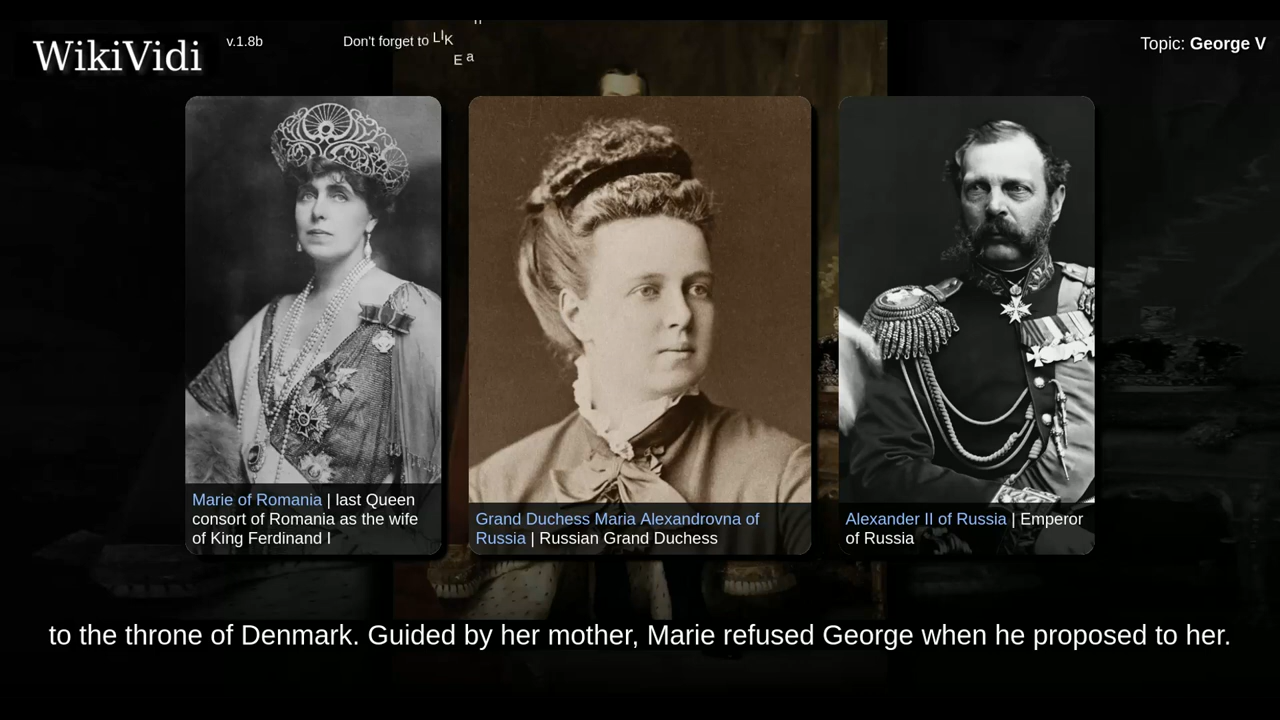 WikiVidi
v.1.8b
Don't forget to LIKE a
Topic: George V
Marie of Romania | last Queen
consort of Romania as the wife
of King Ferdinand I
Grand Duchess Maria Alexandrovna of
Russia | Russian Grand Duchess
Alexander II of Russia | Emperor
of Russia
to the throne of Denmark. Guided by her mother, Marie refused George when he proposed to her.